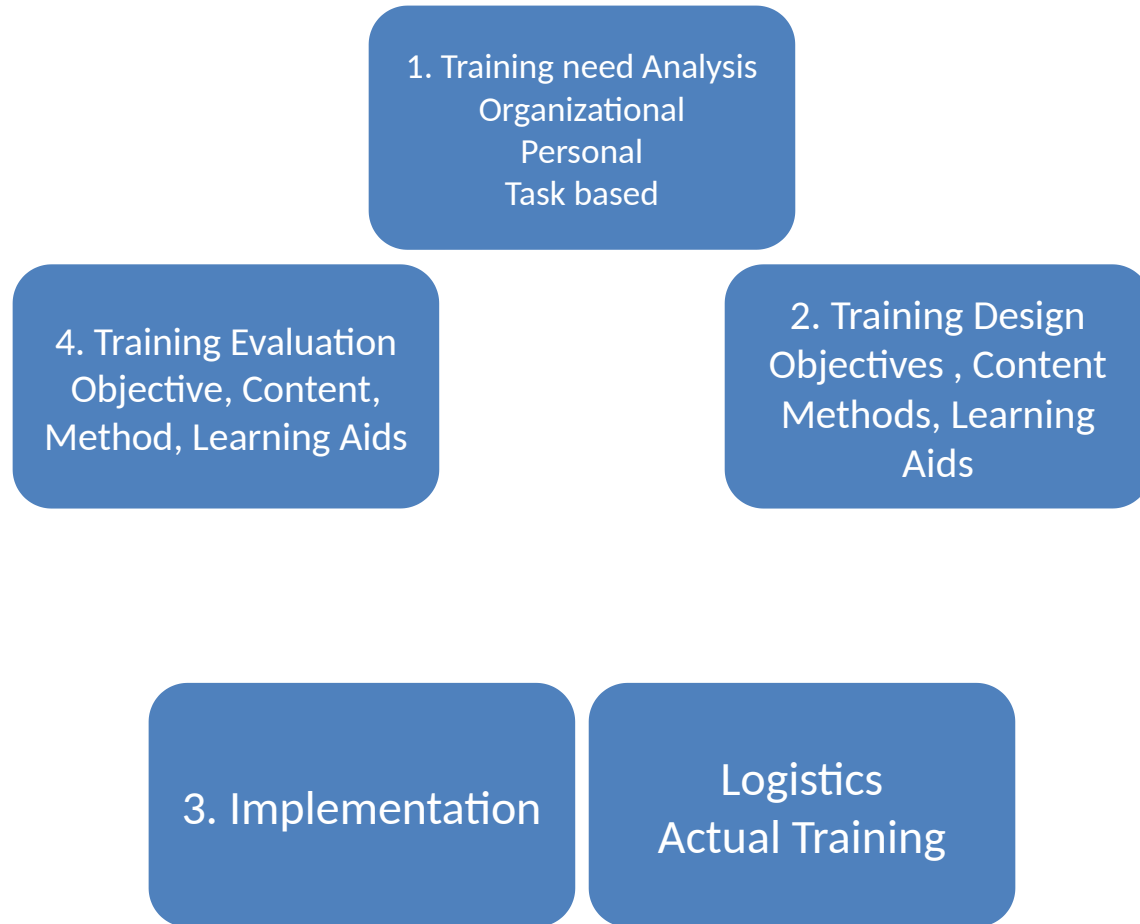 1. Training need Analysis
Organizational
Personal
Task based
2. Training Design
Objectives , Content
Methods, Learning
Aids
4. Training Evaluation
Objective, Content,
Method, Learning Aids
3. Implementation
Logistics
Actual Training